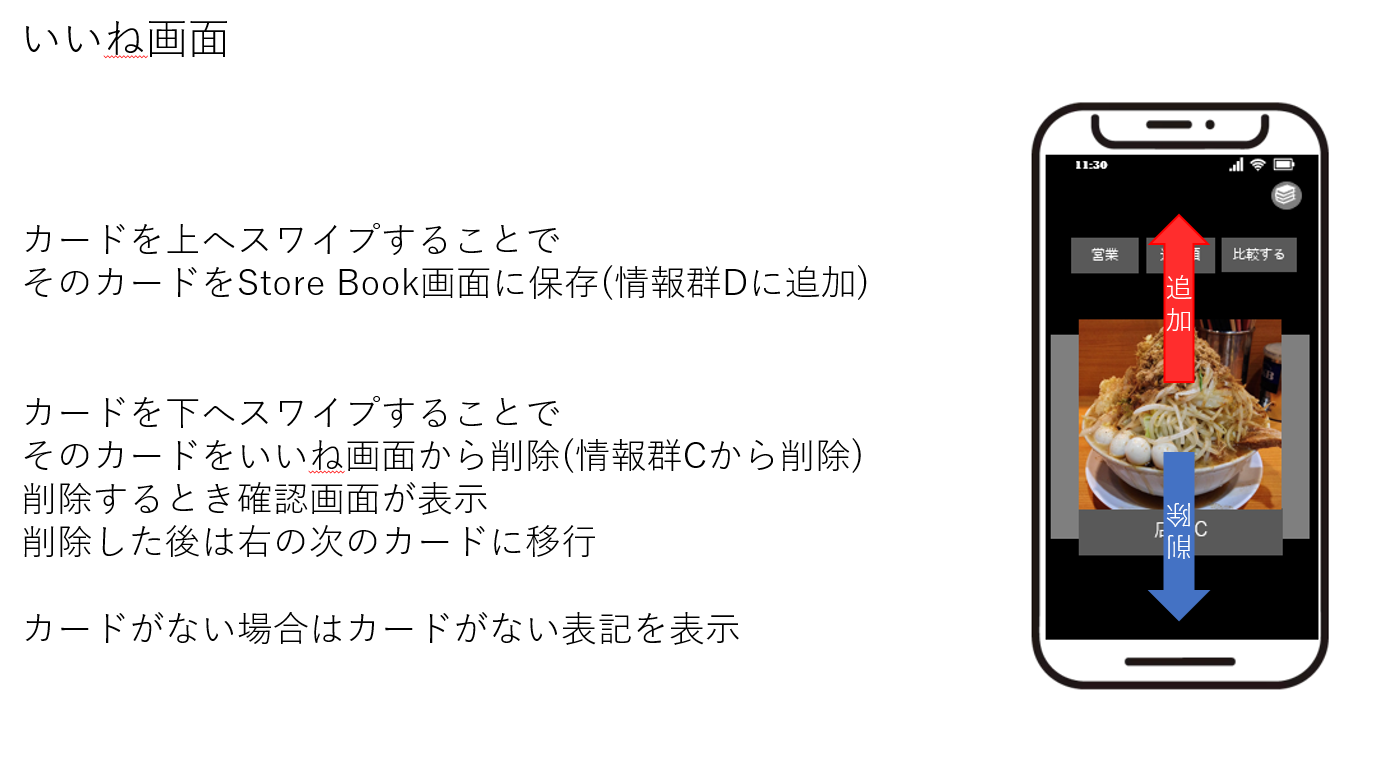 いいね画面
カードを上へスワイプすることで
そのカードをStore Book画面に保存(情報群Dに追加)
カードを下へスワイプすることで
そのカードをいいね画面から削除(情報群Cから削除)
削除するとき確認画面が表示
削除した後は右の次のカードに移行
カードがない場合はカードがない表記を表示
11:30
営業
比較する
追加
削除
C